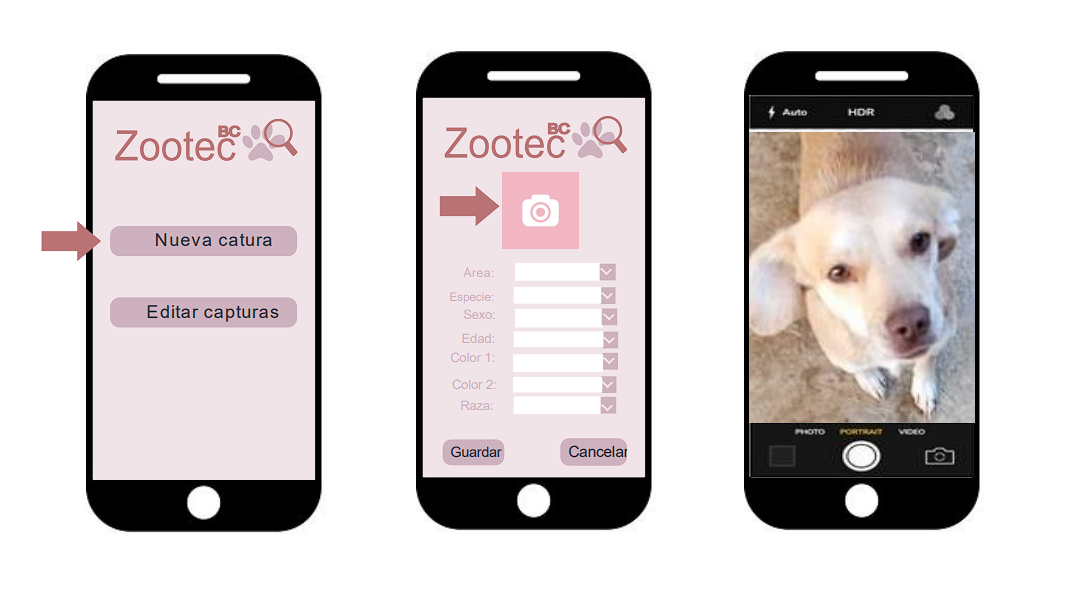 Zootec BC
Nueva catura
Editar capturas
Zootec BC
Área:
Especie:
Sexo:
Edad:
Color 1:
Color 2:
Raza:
Guardar
Cancelar
Auto
HDR
PHOTO PORTRAIT VIDEO